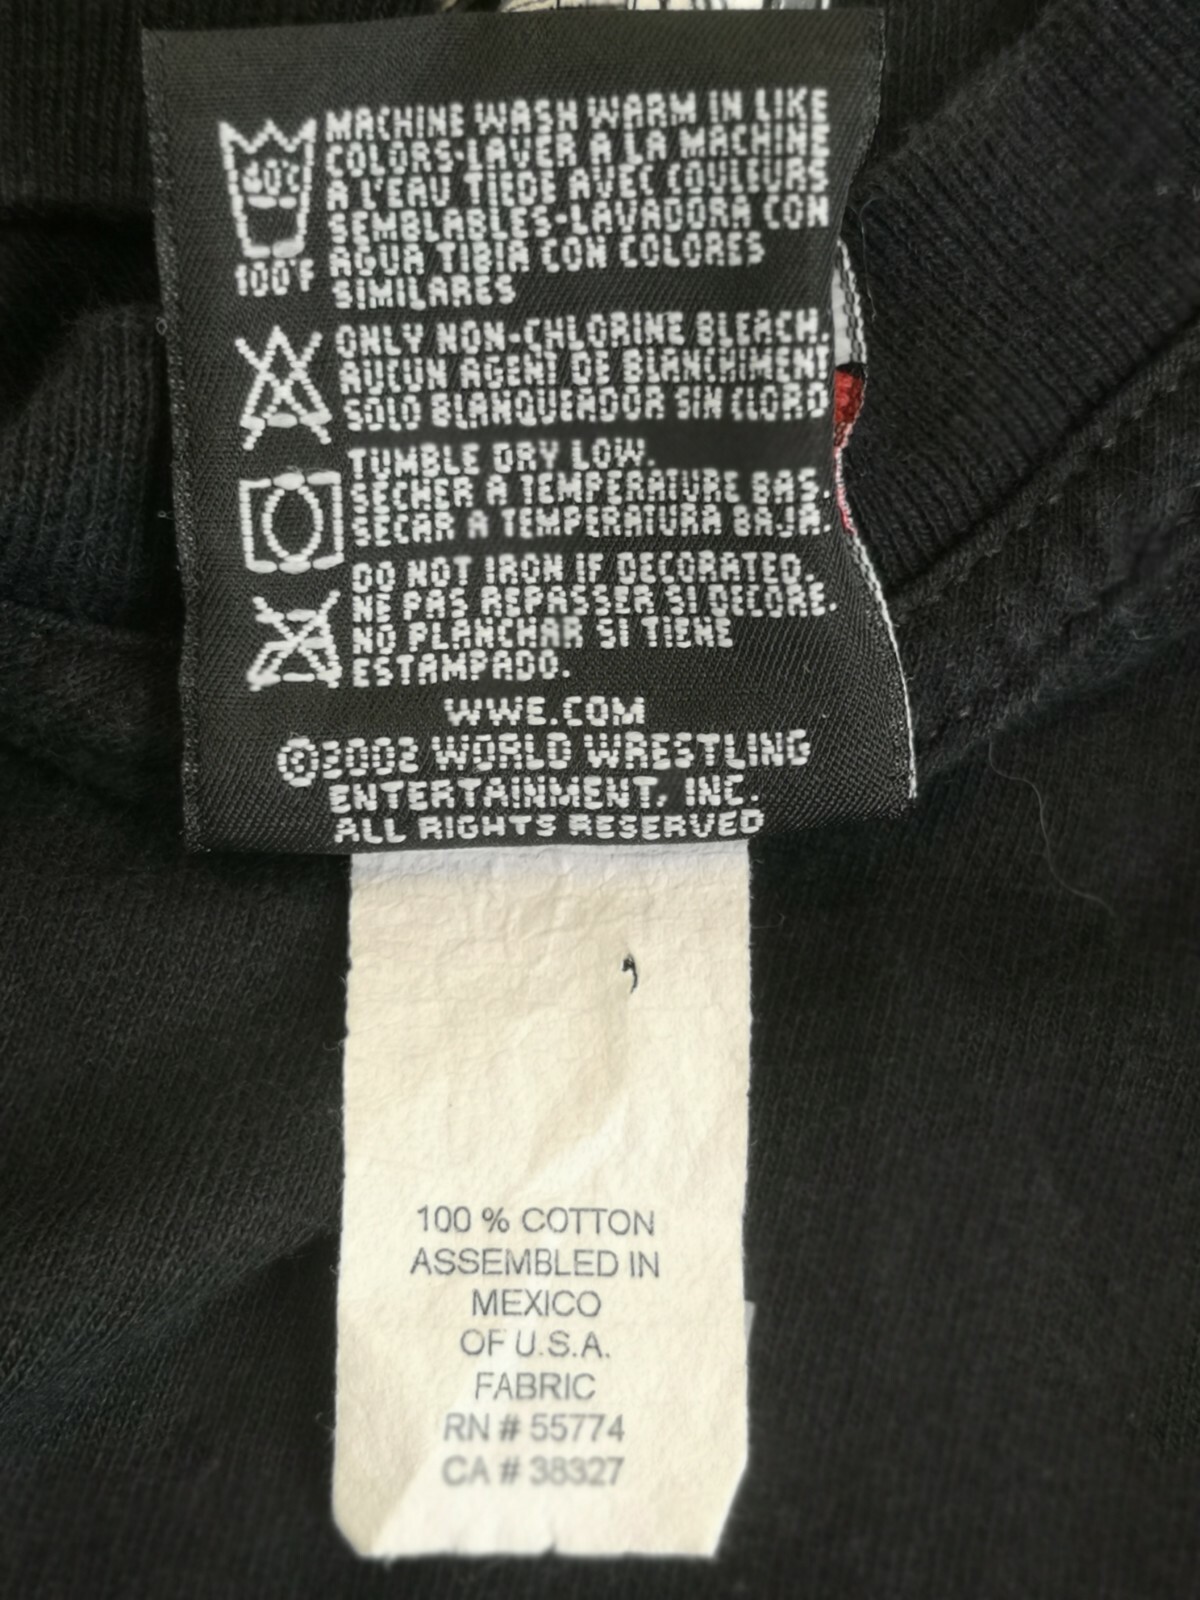 40°C
100°F
MACHINE WASH WARM IN LIKE
COLORS-LAVER A LA MACHINE
A L'EAU TIEDE AVEC COULEURS
SEMBLABLES-LAVADORA CON
AGUA TIBIA CON COLORES
SIMILARES
ONLY NON-CHLORINE BLEACH.
AUCUN AGENT DE BLANCHIMENT
SOLO BLANQUEADOR SIN CLORO
TUMBLE DRY LOW.
SECHER A TEMPERATURE BAS.
SECAR A TEMPERATURA BAJA.
DO NOT IRON IF DECORATED.
NE PAS REPASSER SI DECORE.
NO PLANCHAR SI TIENE
ESTAMPADO.
WWE.COM
©2002 WORLD WRESTLING
ENTERTAINMENT, INC.
ALL RIGHTS RESERVED
100 % COTTON
ASSEMBLED IN
MEXICO
OF U.S.A.
FABRIC
RN # 55774
CA # 38327